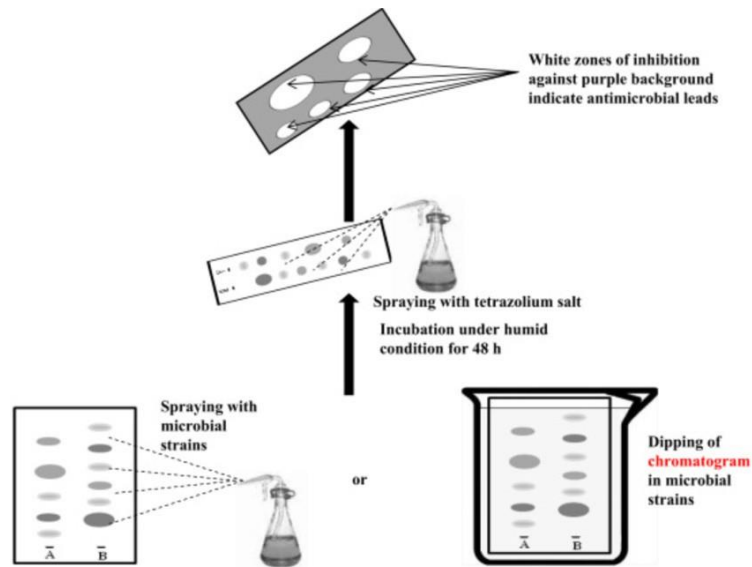 White zones of inhibition
against purple background
indicate antimicrobial leads
Spraying with tetrazolium salt
Incubation under humid
condition for 48 h
Spraying with
microbial
strains
or
Dipping of
chromatogram
in microbial
strains
A B
A B